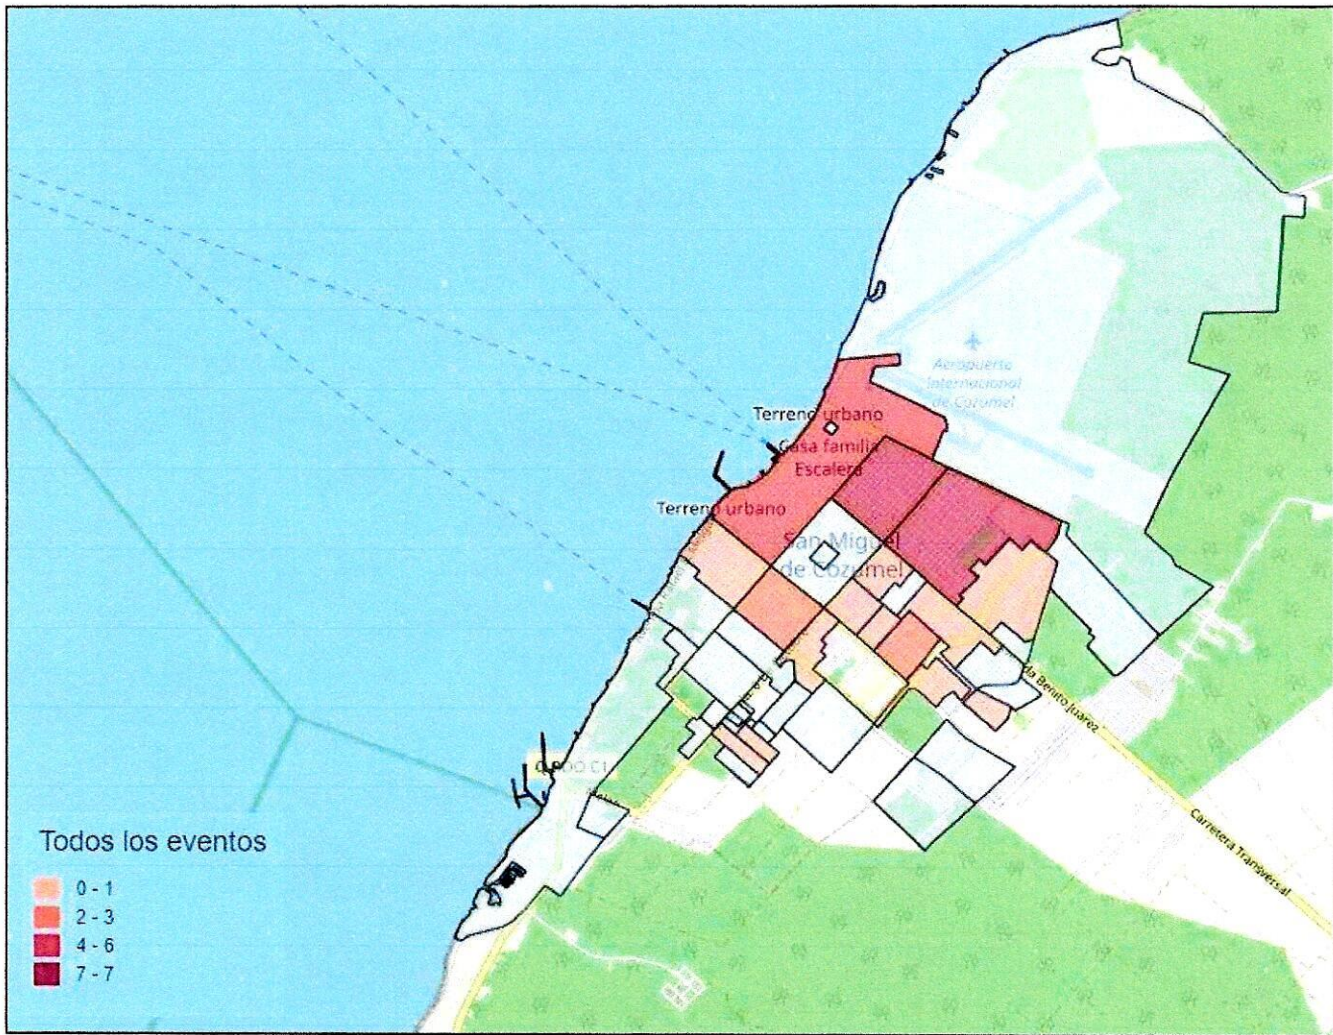 Aeropuerto
Internacional
de Cozumel
Terreno urbano
Casa familia
Escalera
Terreno urbano
San Miguel
de Cozumel
da Benito Juárez
Carretera Transversal
Todos los eventos
0 - 1
2 - 3
4 - 6
7 - 7